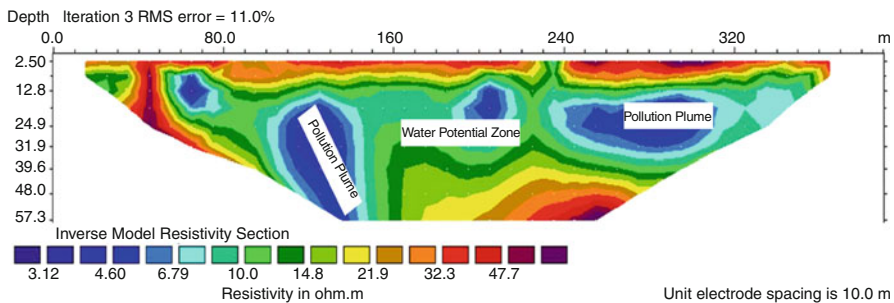 Depth Iteration 3 RMS error = 11.0%
0.0 80.0 160 240 320 m
2.50
12.8
24.9
31.9
39.6
48.0
57.3
Pollution Plume
Water Potential Zone
Pollution Plume
Inverse Model Resistivity Section
3.12 4.60 6.79 10.0 14.8 21.9 32.3 47.7
Resistivity in ohm.m
Unit electrode spacing is 10.0 m